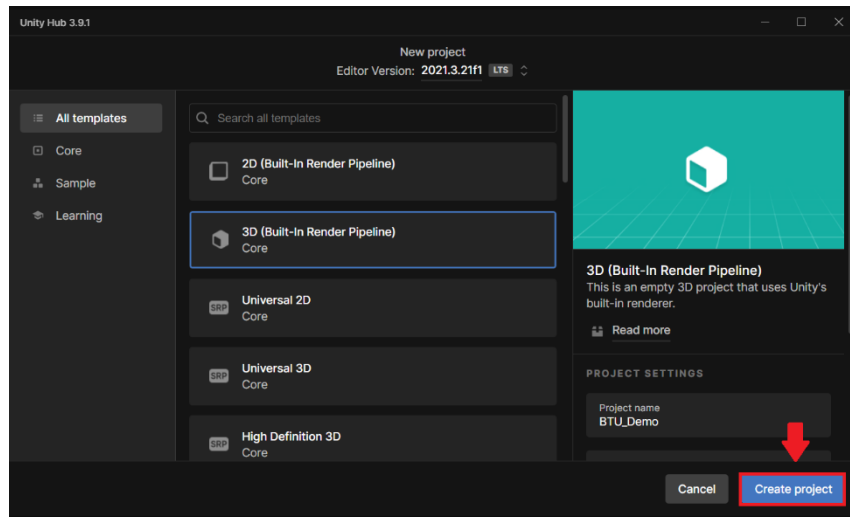 Unity Hub 3.9.1
New project
Editor Version: 2021.3.21f1 LTS
All templates
Core
Sample
Learning
Search all templates
2D (Built-In Render Pipeline)
Core
3D (Built-In Render Pipeline)
Core
SRP
Universal 2D
Core
SRP
Universal 3D
Core
SRP
High Definition 3D
Core
3D (Built-In Render Pipeline)
This is an empty 3D project that uses Unity's
built-in renderer.
Read more
PROJECT SETTINGS
Project name
BTU_Demo
Cancel
Create project